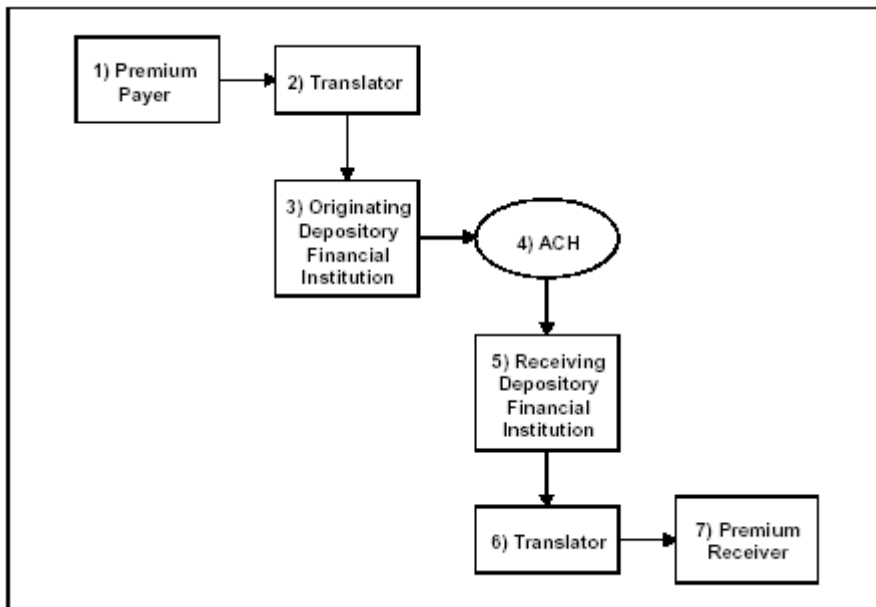 1) Premium
Payer
2) Translator
3) Originating
Depository
Financial
Institution
4) ACH
5) Receiving
Depository
Financial
Institution
6) Translator
7) Premium
Receiver